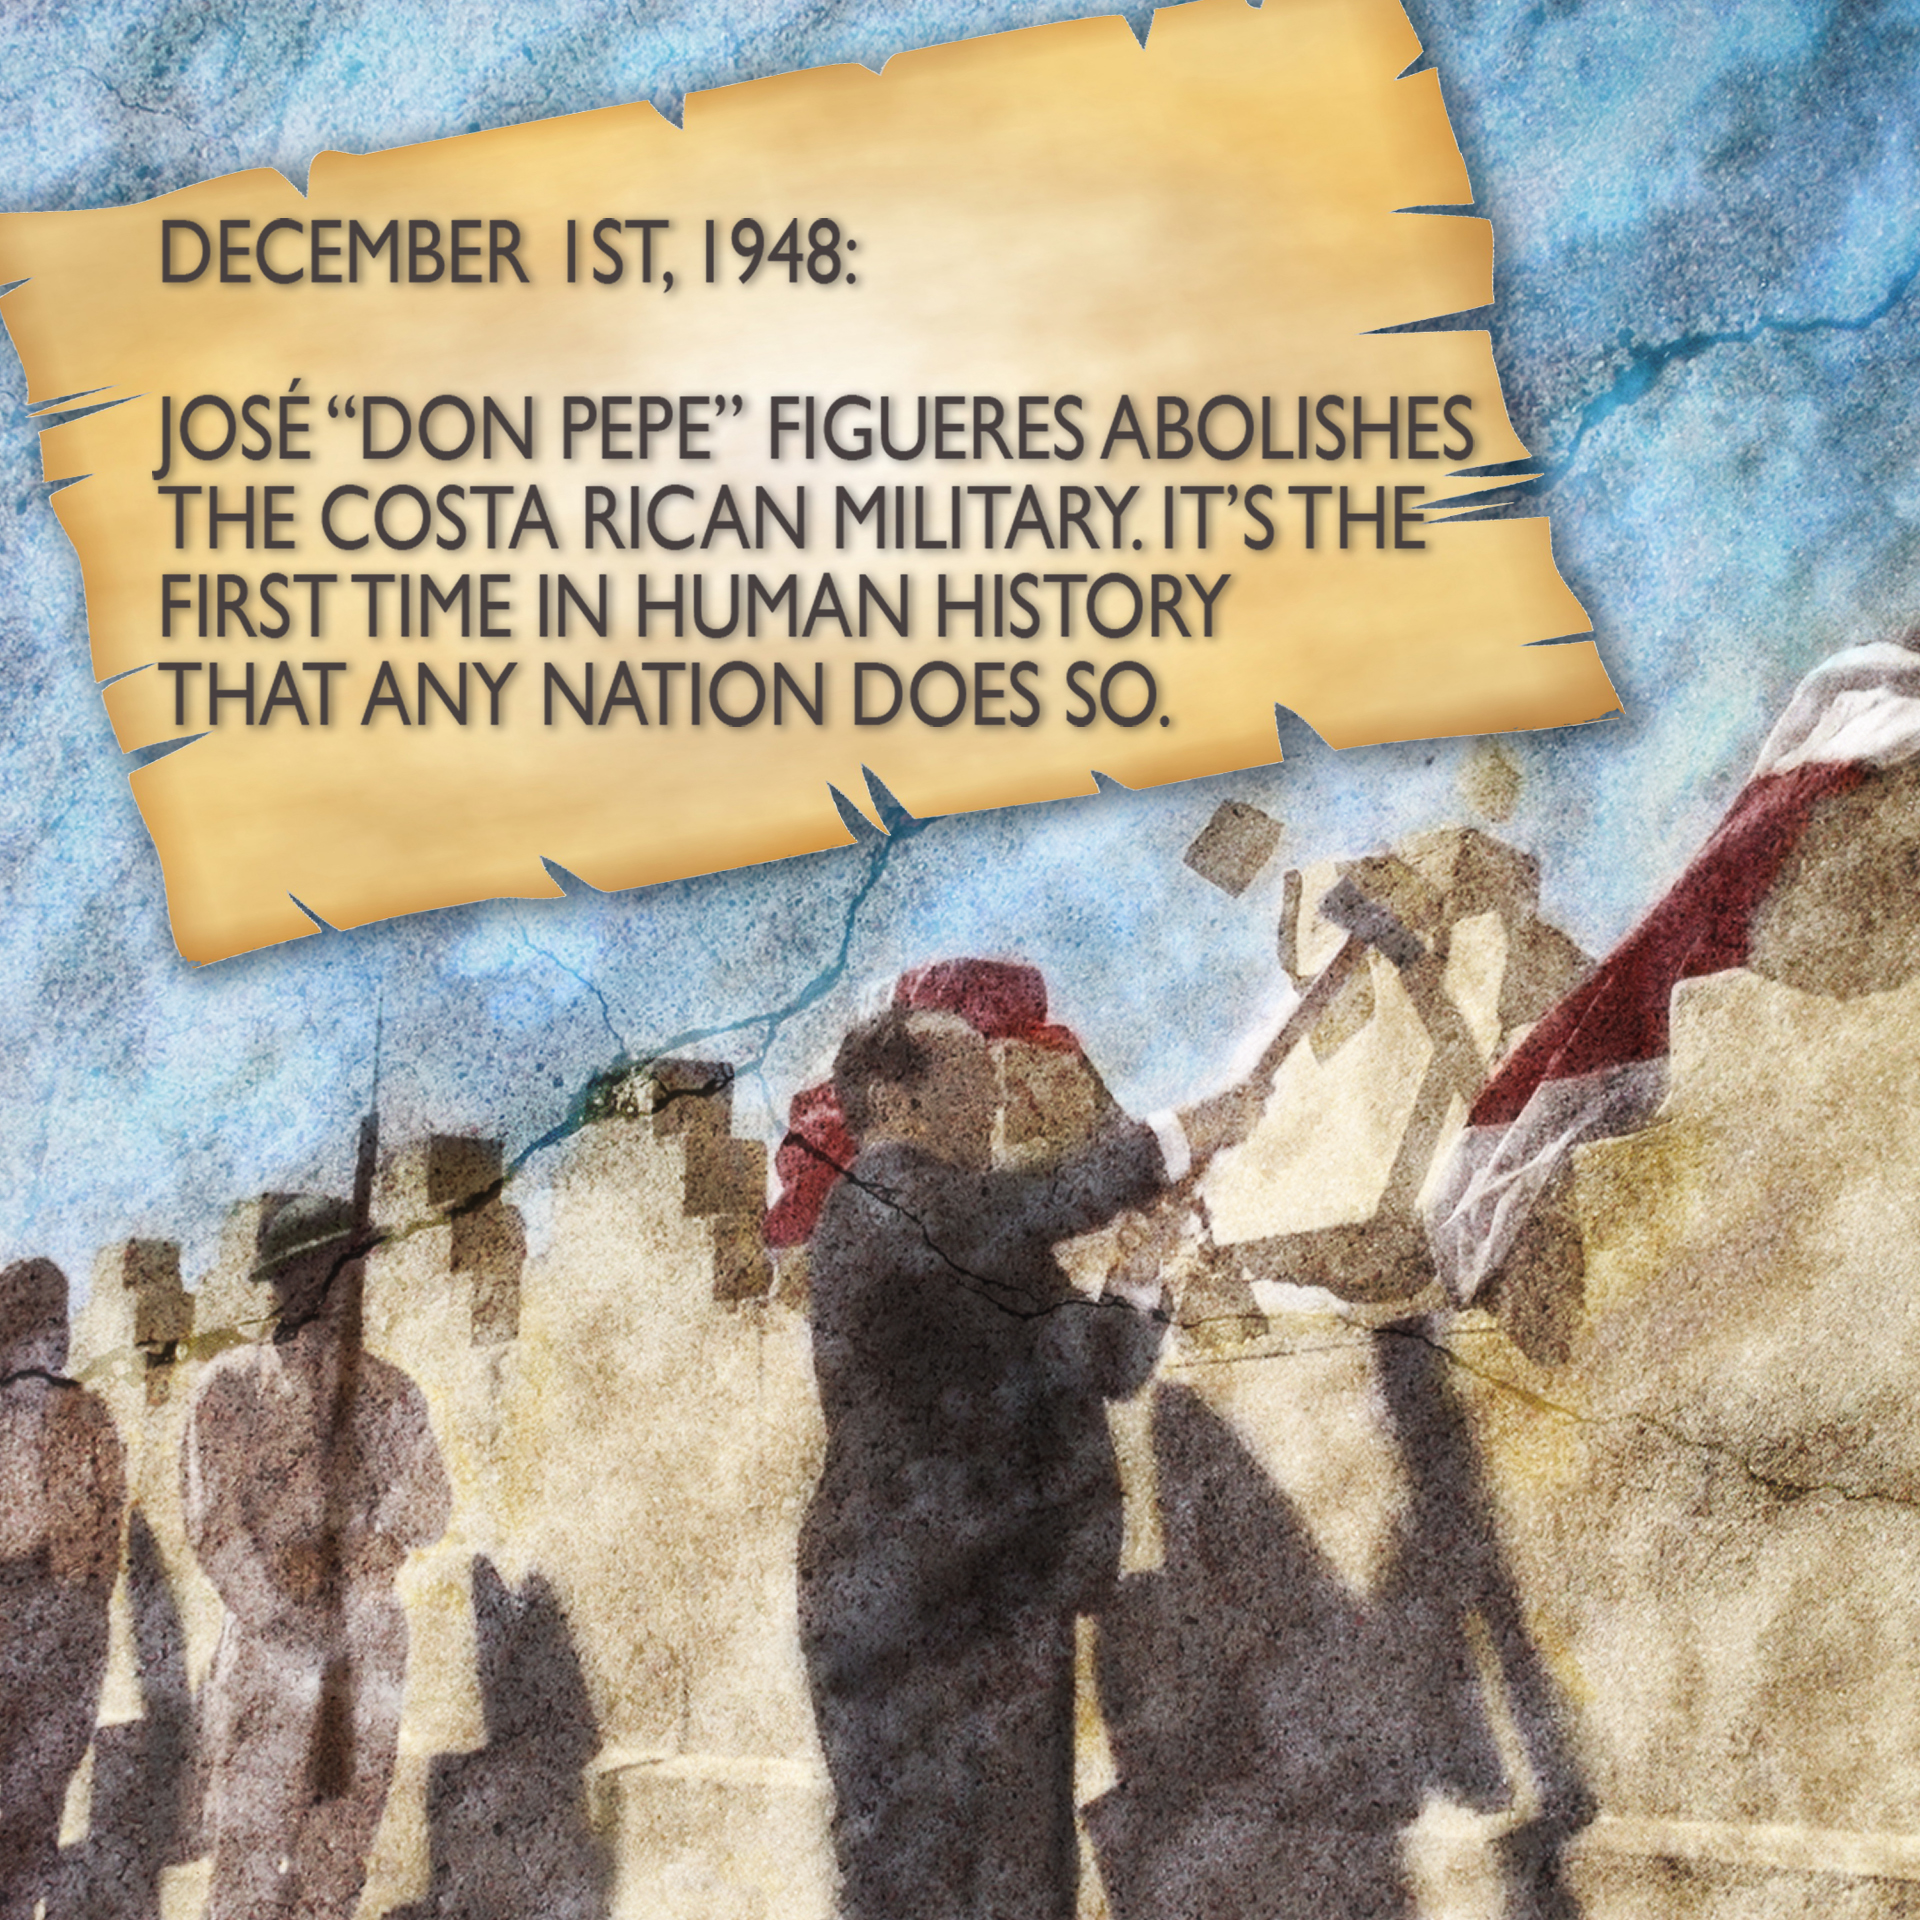 DECEMBER 1ST, 1948:
JOSÉ “DON PEPE” FIGUERES ABOLISHES
THE COSTA RICAN MILITARY. IT’S THE
FIRST TIME IN HUMAN HISTORY
THAT ANY NATION DOES SO.